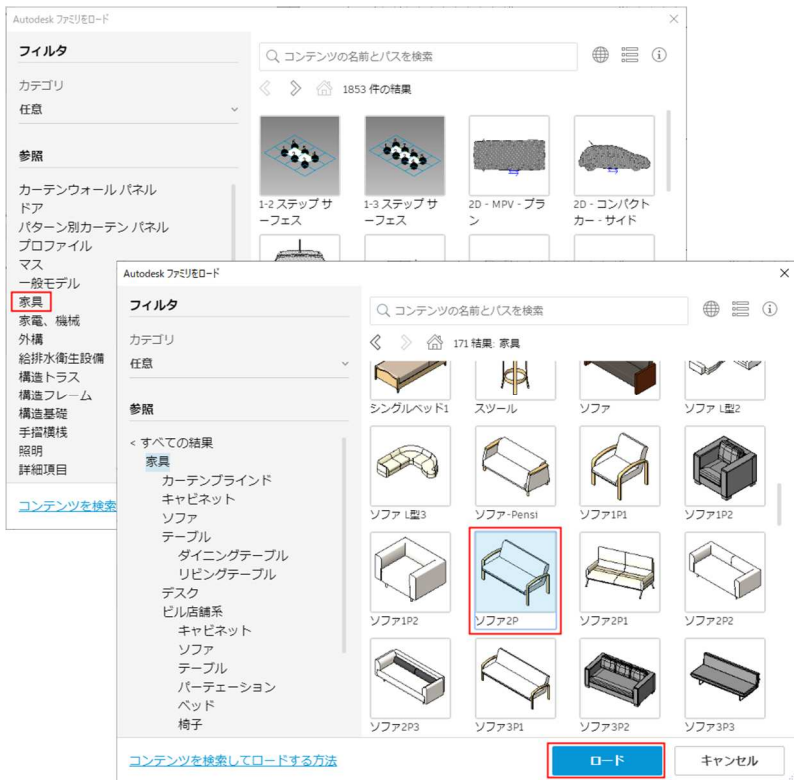 Autodesk ファミリをロード
フィルタ
カテゴリ
任意
参照
カーテンウォール パネル
ドア
パターン別カーテン パネル
プロファイル
マス
一般モデル
家具
家電、機械
外構
給排水衛生設備
構造トラス
構造フレーム
構造基礎
手摺横桟
照明
詳細項目
コンテンツを検索
コンテンツの名前とパスを検索
1853 件の結果
1-2 ステップ サ
ーフェス
1-3 ステップ サ
ーフェス
2D - MPV - プラ
ン
2D - コンパクト
カー - サイド
Autodesk ファミリをロード
フィルタ
カテゴリ
任意
参照
< すべての結果
家具
カーテンブラインド
キャビネット
ソファ
テーブル
ダイニングテーブル
リビングテーブル
デスク
ビル店舗系
キャビネット
ソファ
テーブル
パーテェーション
ベッド
椅子
コンテンツを検索してロードする方法
コンテンツの名前とパスを検索
171 結果: 家具
シングルベッド1
スツール
ソファ
ソファ L型2
ソファ L型3
ソファ-Pensi
ソファ1P1
ソファ1P2
ソファ1P2
ソファ2P
ソファ2P1
ソファ2P2
ソファ2P3
ソファ3P1
ソファ3P2
ソファ3P3
ロード
キャンセル